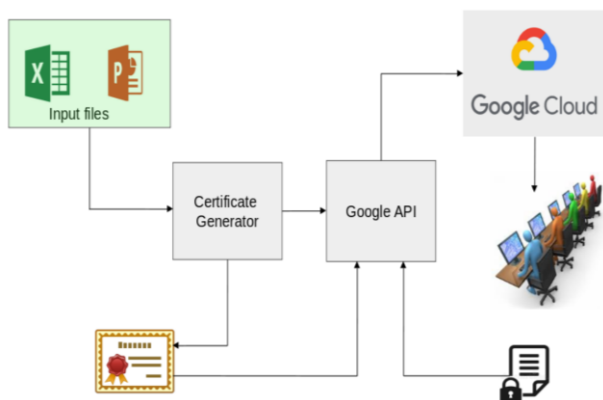 X
P
Input files
Google Cloud
Certificate
Generator
Google API